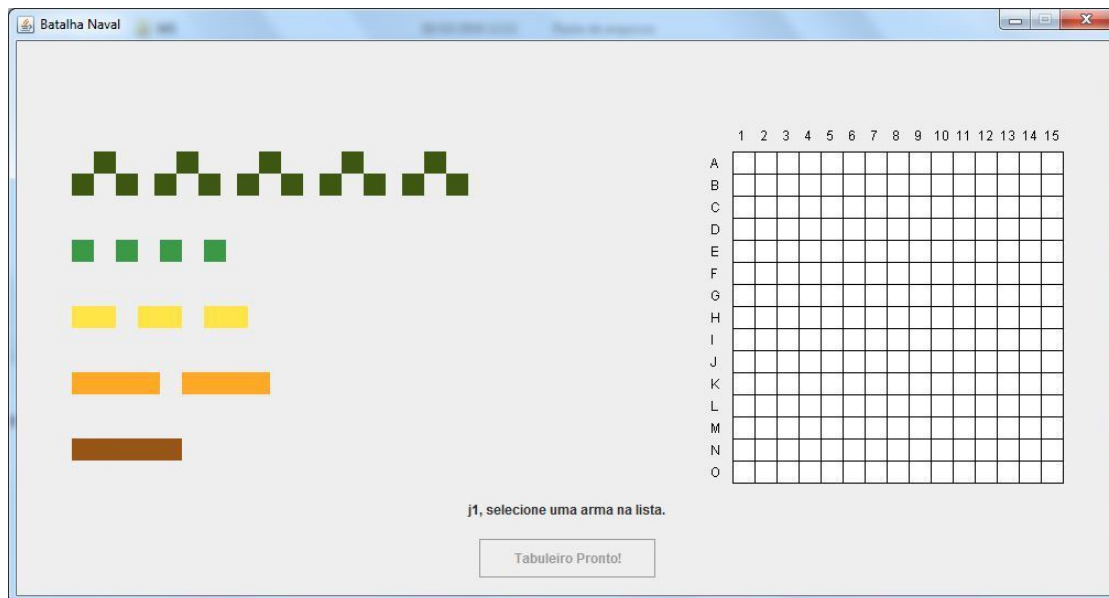 Batalha Naval
1 2 3 4 5 6 7 8 9 10 11 12 13 14 15
A
B
C
D
E
F
G
H
I
J
K
L
M
N
O
j1, selecione uma arma na lista.
Tabuleiro Pronto!